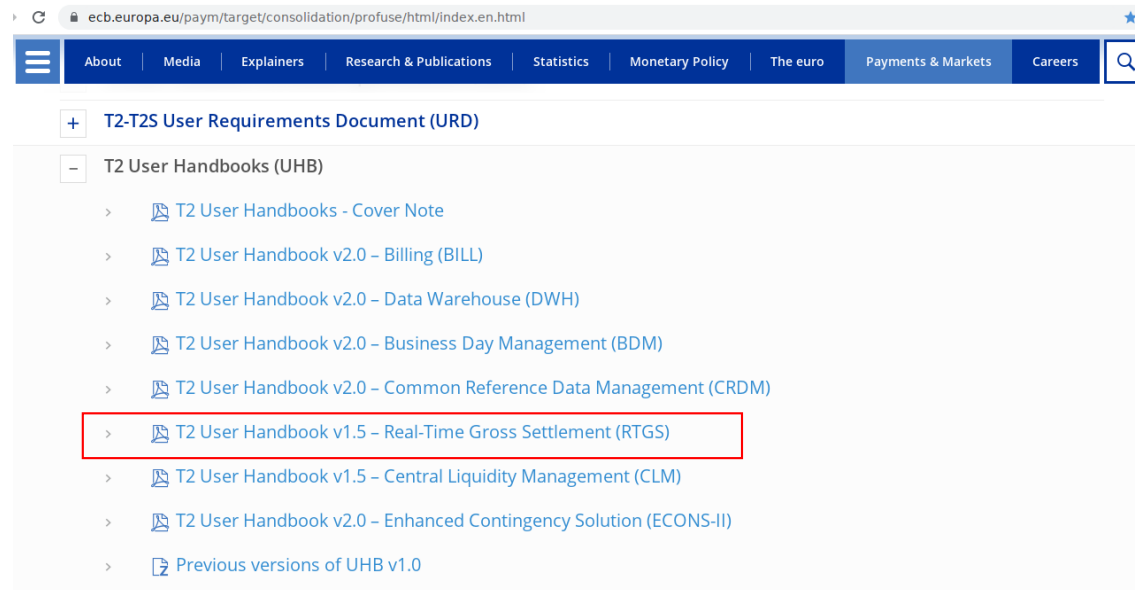 ecb.europa.eu/paym/target/consolidation/profuse/html/index.en.html
About Media Explainers Research & Publications Statistics Monetary Policy The euro Payments & Markets Careers
T2-T2S User Requirements Document (URD)
T2 User Handbooks (UHB)
T2 User Handbooks - Cover Note
T2 User Handbook v2.0 – Billing (BILL)
T2 User Handbook v2.0 – Data Warehouse (DWH)
T2 User Handbook v2.0 – Business Day Management (BDM)
T2 User Handbook v2.0 – Common Reference Data Management (CRDM)
T2 User Handbook v1.5 – Real-Time Gross Settlement (RTGS)
T2 User Handbook v1.5 – Central Liquidity Management (CLM)
T2 User Handbook v2.0 – Enhanced Contingency Solution (ECONS-II)
Previous versions of UHB v1.0